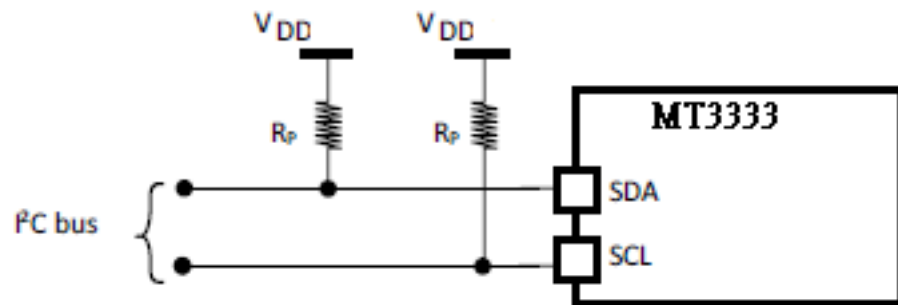 VDD VDD
MT3333
RP RP
SDA
I²C bus
SCL